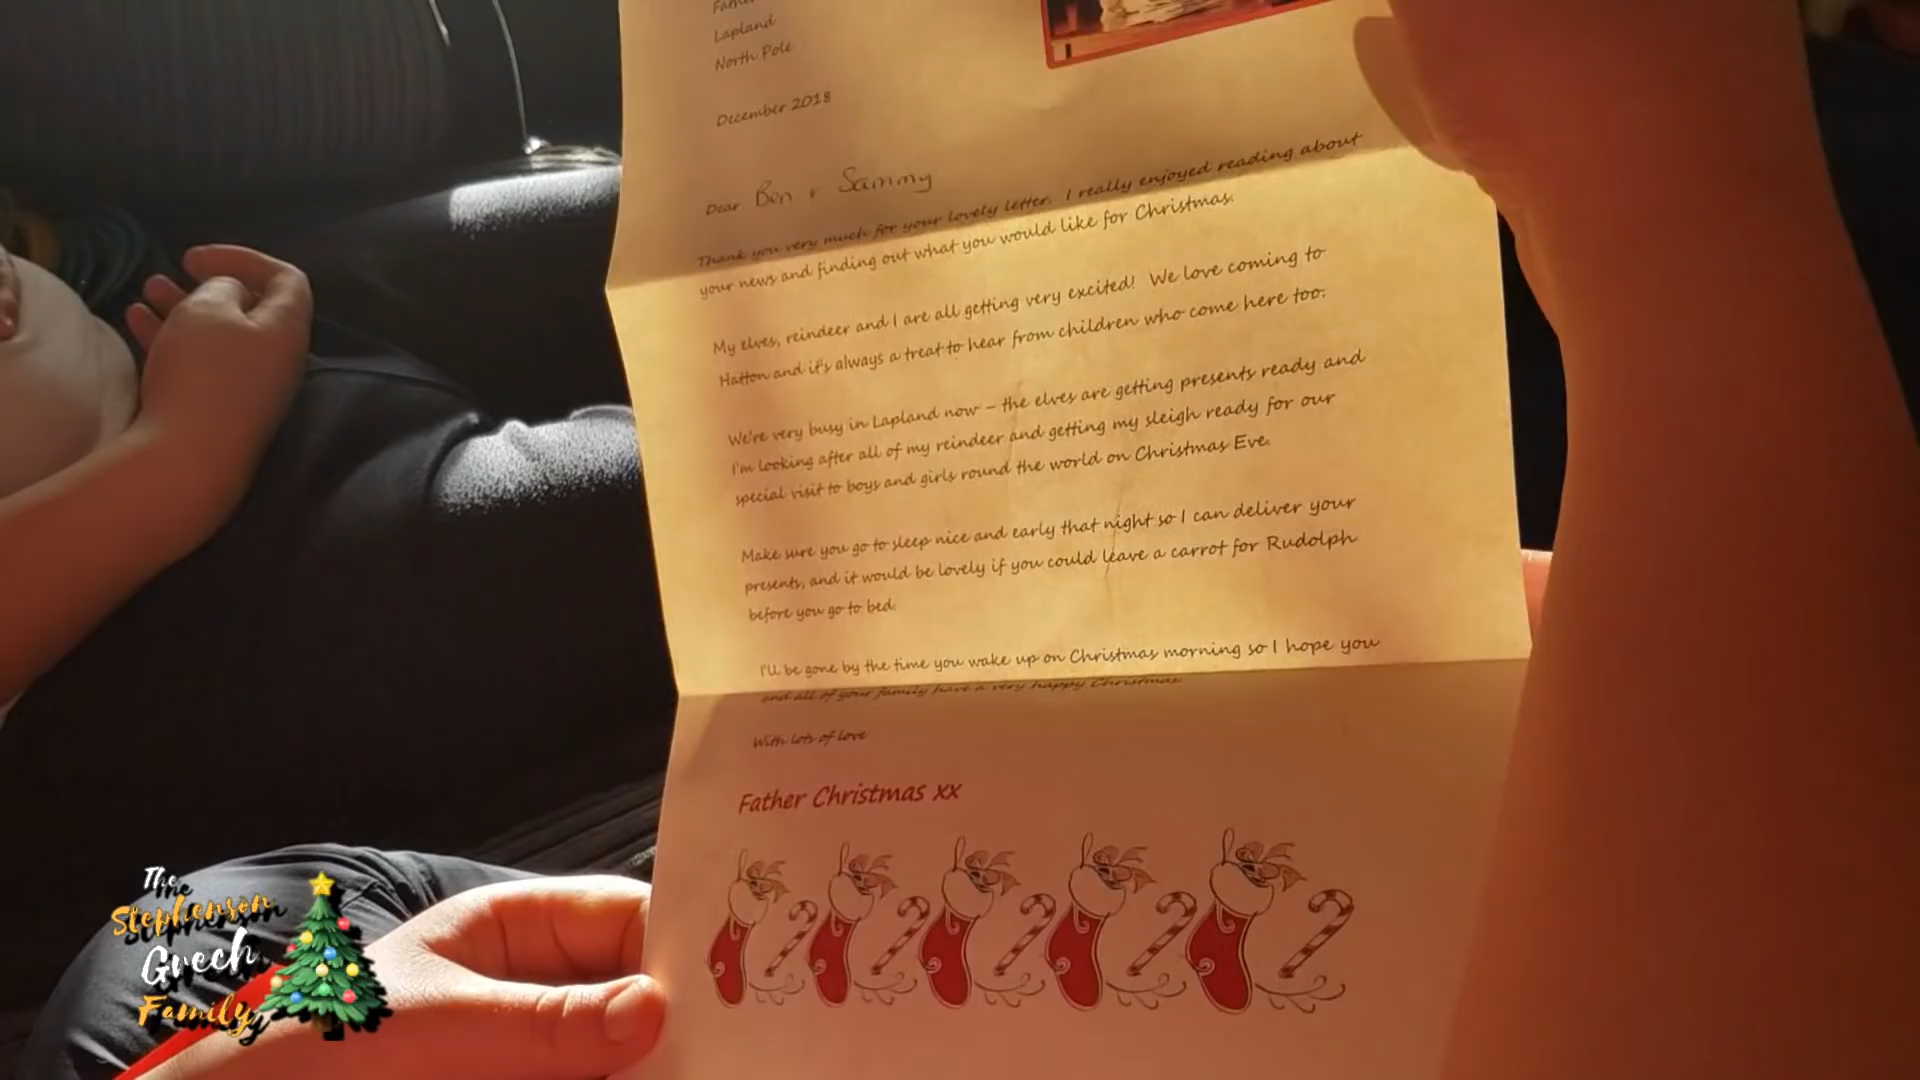 Father
Lapland
North Pole
December 2018
Dear Ben & Sammy
Thank you very much for your lovely letter. I really enjoyed reading about
your news and finding out what you would like for Christmas.
My elves, reindeer and I are all getting very excited! We love coming to
Hatton and it's always a treat to hear from children who come here too.
We're very busy in Lapland now – the elves are getting presents ready and
I'm looking after all of my reindeer and getting my sleigh ready for our
special visit to boys and girls round the world on Christmas Eve.
Make sure you go to sleep nice and early that night so I can deliver your
presents, and it would be lovely if you could leave a carrot for Rudolph
before you go to bed.
I'll be gone by the time you wake up on Christmas morning so I hope you
and all of your family have a very happy Christmas.
With lots of love
Father Christmas xx
The
Stephenson
Grech
Family